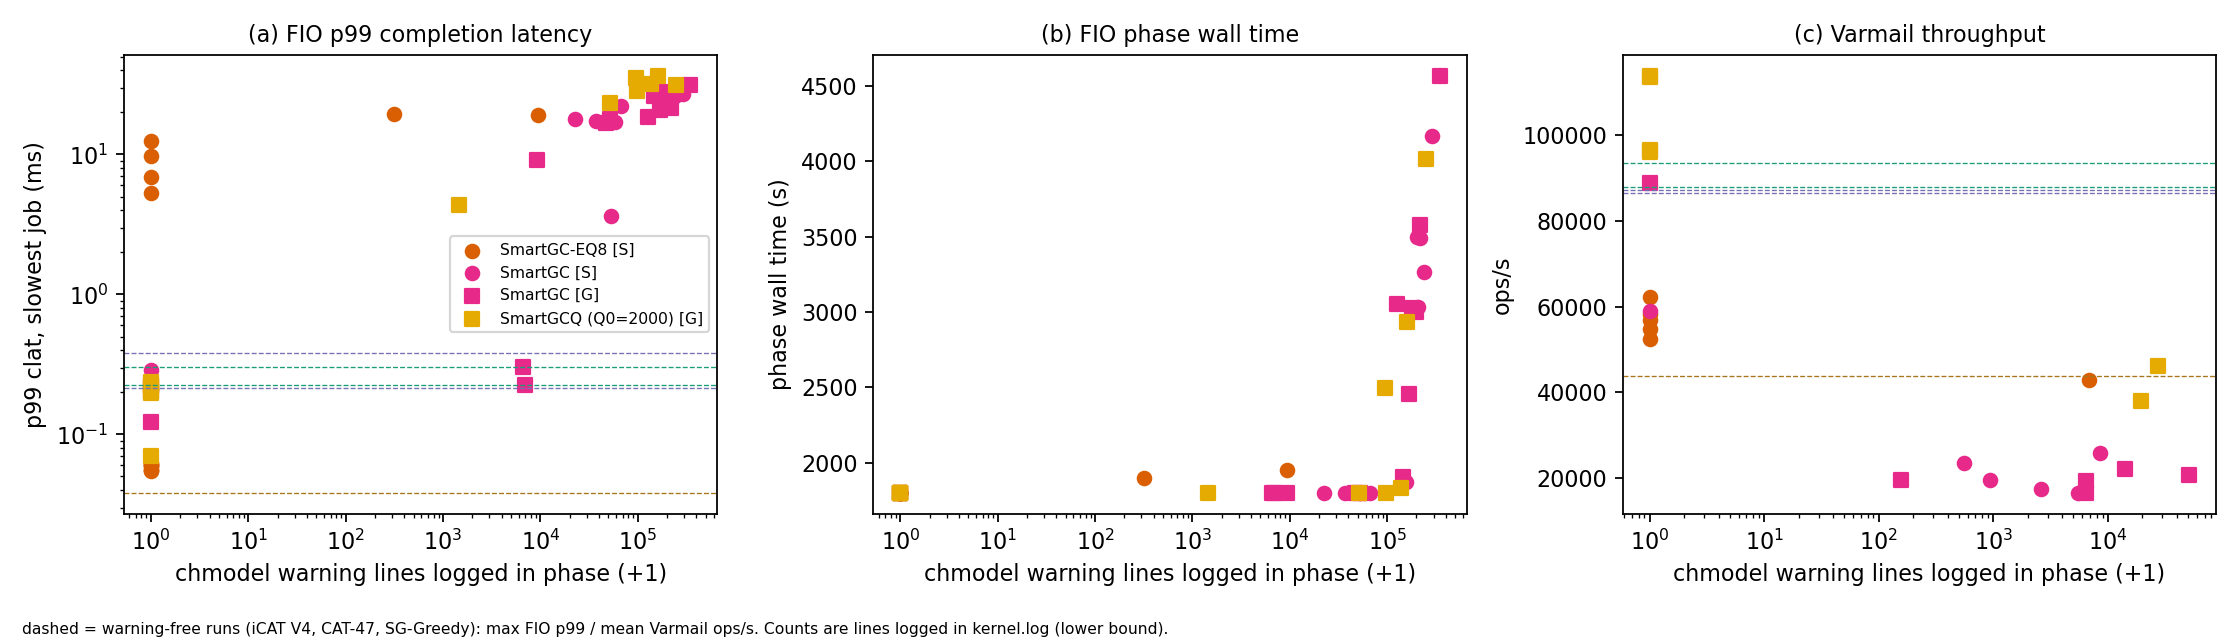 (a) FIO p99 completion latency
p99 clat, slowest job (ms)
10^1
10^0
10^−1
SmartGC-EQ8 [S]
SmartGC [S]
SmartGC [G]
SmartGCQ (Q0=2000) [G]
10^0 10^1 10^2 10^3 10^4 10^5
chmodel warning lines logged in phase (+1)
(b) FIO phase wall time
phase wall time (s)
4500
4000
3500
3000
2500
2000
10^0 10^1 10^2 10^3 10^4 10^5
chmodel warning lines logged in phase (+1)
(c) Varmail throughput
ops/s
100000
80000
60000
40000
20000
10^0 10^1 10^2 10^3 10^4
chmodel warning lines logged in phase (+1)
dashed = warning-free runs (iCAT V4, CAT-47, SG-Greedy): max FIO p99 / mean Varmail ops/s. Counts are lines logged in kernel.log (lower bound).